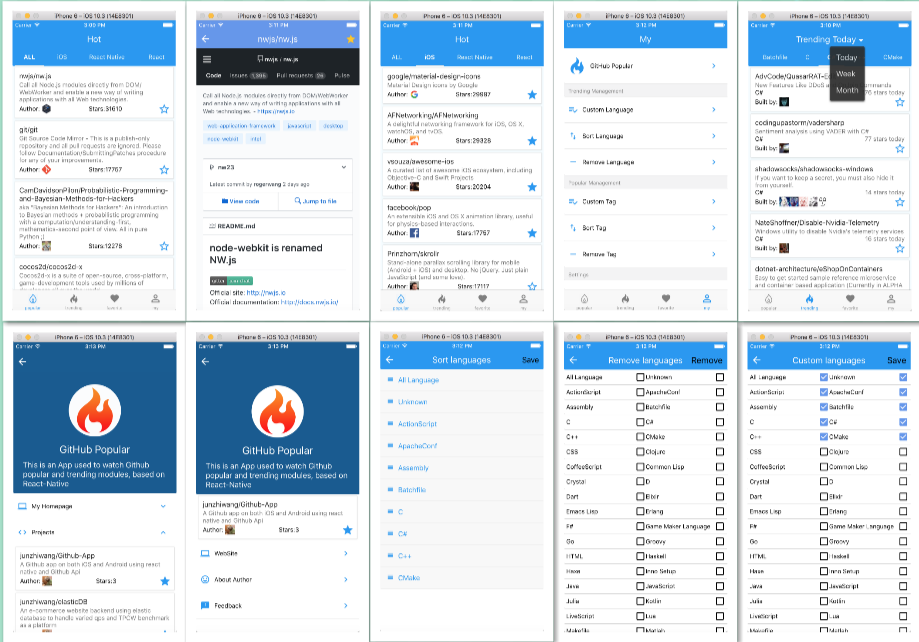 iPhone 6 – iOS 10.3 (14E8301)
Carrier
3:09 PM
Hot
ALL
iOS
React Native
React
nwjs/nw.js
Call all Node.js modules directly from DOM/
WebWorker and enable a new way of writing
applications with all Web technologies.
Author:
Stars:31610
git/git
Git Source Code Mirror - This is a publish-only
repository and all pull requests are ignored. Please
follow Documentation/SubmittingPatches procedure
for any of your improvements.
Author:
Stars:17767
CamDavidsonPilon/Probabilistic-Programming-
and-Bayesian-Methods-for-Hackers
aka "Bayesian Methods for Hackers": An introduction
to Bayesian methods + probabilistic programming
with a computation/understanding-first,
mathematics-second point of view. All in pure
Python ;)
Author:
Stars:12278
cocos2d/cocos2d-x
Cocos2d-x is a suite of open-source, cross-platform,
game-development tools used by millions of
popular
trending
favorite
my
iPhone 6 – iOS 10.3 (14E8301)
Carrier
3:11 PM
nwjs/nw.js
nwjs / nw.js
Code
Issues
Pull requests
Pulse
Call all Node.js modules directly from DOM/WebWorker
and enable a new way of writing applications with all Web
technologies. - https://nwjs.io
web-application-framework
javascript
desktop
node-webkit
intel
Latest commit by rogerwang 2 days ago
View code
Jump to file
README.md
node-webkit is renamed
NW.js
Official site: http://nwjs.io
Official documentation: http://docs.nwjs.io/
iPhone 6 – iOS 10.3 (14E8301)
Carrier
3:11 PM
Hot
ALL
iOS
React Native
React
google/material-design-icons
Material Design icons by Google
Author:
Stars:29997
AFNetworking/AFNetworking
A delightful networking framework for iOS, OS X,
watchOS, and tvOS.
Author:
Stars:29328
vsouza/awesome-ios
A curated list of awesome iOS ecosystem, including
Objective-C and Swift Projects
Author:
Stars:20204
facebook/pop
An extensible iOS and OS X animation library, useful
for physics-based interactions.
Author:
Stars:17767
Prinzhorn/skrollr
Stand-alone parallax scrolling library for mobile
(Android + iOS) and desktop. No jQuery. Just plain
JavaScript (and some love).
Author:
Stars:17117
popular
trending
favorite
my
iPhone 6 – iOS 10.3 (14E8301)
Carrier
3:12 PM
My
GitHub Popular
Trending Management
Custom Language
Sort Language
Remove Language
Popular Management
Custom Tag
Sort Tag
Remove Tag
Settings
popular
trending
favorite
my
iPhone 6 – iOS 10.3 (14E8301)
Carrier
3:10 PM
Trending Today
Today
Week
Month
Batchfile
C
CMake
AdvCode/QuasarRAT-
New Features Like DDoS
C#
76 stars today
Built by:
codingupastorm/vadersharp
Sentiment analysis using VADER with C#
C#
77 stars today
Built by:
shadowsocks/shadowsocks-windows
If you want to keep a secret, you must also hide it
from yourself.
C#
14 stars today
Built by:
NateShoffner/Disable-Nvidia-Telemetry
Windows utility to disable Nvidia's telemetry services
C#
16 stars today
Built by:
dotnet-architecture/eShopOnContainers
Easy to get started sample reference microservice
and container based application (Currently in ALPHA
popular
trending
favorite
my
iPhone 6 – iOS 10.3 (14E8301)
Carrier
3:13 PM
GitHub Popular
This is an App used to watch Github
popular and trending modules, based on
React-Native
My Homepage
Projects
junzhiwang/Github-App
A Github app on both iOS and Android using react
native and Github Api
Author:
Stars:3
junzhiwang/elasticDB
An e-commerce website backend using elastic
database to handle varied qps and TPCW benchmark
as a platform
iPhone 6 – iOS 10.3 (14E8301)
Carrier
3:13 PM
GitHub Popular
This is an App used to watch Github
popular and trending modules, based on
React-Native
junzhiwang/Github-App
A Github app on both iOS and Android using react
native and Github Api
Author:
Stars:3
WebSite
About Author
Feedback
iPhone 6 – iOS 10.3 (14E8301)
Carrier
3:12 PM
Sort languages
Save
All Language
Unknown
ActionScript
ApacheConf
Assembly
Batchfile
C
C#
C++
CMake
iPhone 6 – iOS 10.3 (14E8301)
Carrier
3:12 PM
Remove languages
Remove
All Language
Unknown
ActionScript
ApacheConf
Assembly
Batchfile
C
C#
C++
CMake
CSS
Clojure
CoffeeScript
Common Lisp
Crystal
D
Dart
Elixir
Emacs Lisp
Erlang
F#
Game Maker Language
Go
Groovy
HTML
Haskell
Haxe
Inno Setup
Java
JavaScript
Julia
Kotlin
LiveScript
Lua
Makefile
Matlab
iPhone 6 – iOS 10.3 (14E8301)
Carrier
3:12 PM
Custom languages
Save
All Language
Unknown
ActionScript
ApacheConf
Assembly
Batchfile
C
C#
C++
CMake
CSS
Clojure
CoffeeScript
Common Lisp
Crystal
D
Dart
Elixir
Emacs Lisp
Erlang
F#
Game Maker Language
Go
Groovy
HTML
Haskell
Haxe
Inno Setup
Java
JavaScript
Julia
Kotlin
LiveScript
Lua
Makefile
Matlab